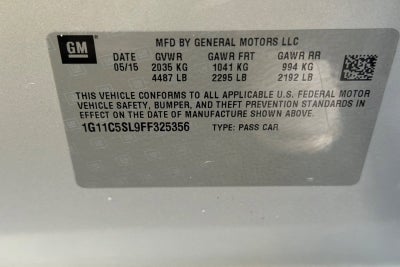 GM
MFD BY GENERAL MOTORS LLC
DATE GVWR GAWR FRT GAWR RR
05/15 2035 KG 1041 KG 994 KG
4487 LB 2295 LB 2192 LB
THIS VEHICLE CONFORMS TO ALL APPLICABLE U.S. FEDERAL MOTOR
VEHICLE SAFETY, BUMPER, AND THEFT PREVENTION STANDARDS IN
EFFECT ON THE DATE OF MANUFACTURE SHOWN ABOVE.
1G11C5SL9FF325356 TYPE: PASS CAR